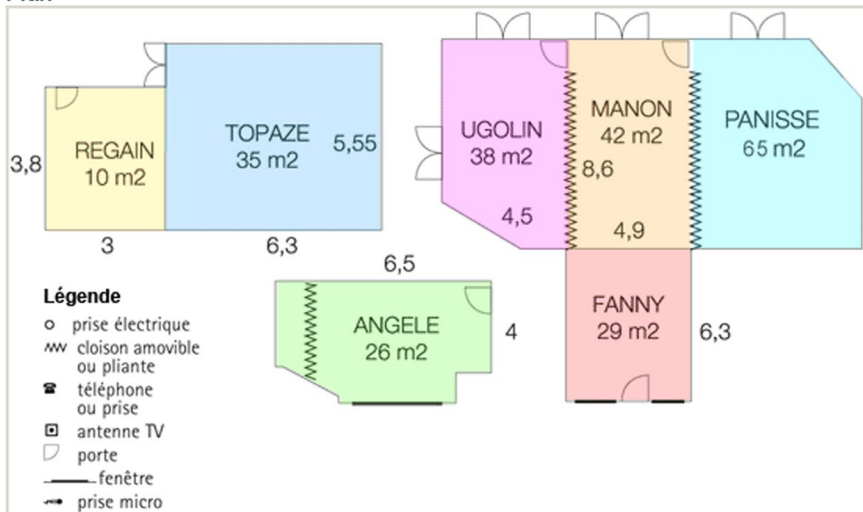 REGAIN
10 m2
3,8
3
TOPAZE
35 m2
5,55
6,3
UGOLIN
38 m2
4,5
MANON
42 m2
8,6
4,9
PANISSE
65 m2
6,5
ANGELE
26 m2
4
FANNY
29 m2
6,3
Légende
prise électrique
cloison amovible
ou pliante
téléphone
ou prise
antenne TV
porte
fenêtre
prise micro